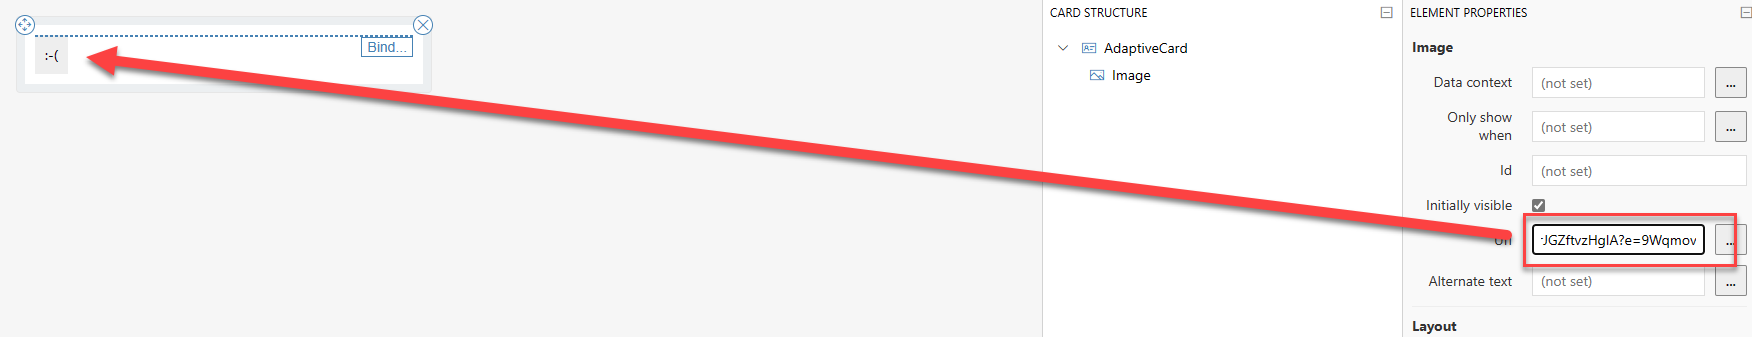 :-(
Bind...
CARD STRUCTURE
AdaptiveCard
Image
ELEMENT PROPERTIES
Image
Data context (not set) ...
Only show when (not set) ...
Id (not set)
Initially visible
Url JGZftvzHgIA?e=9Wqmov ...
Alternate text (not set) ...
Layout